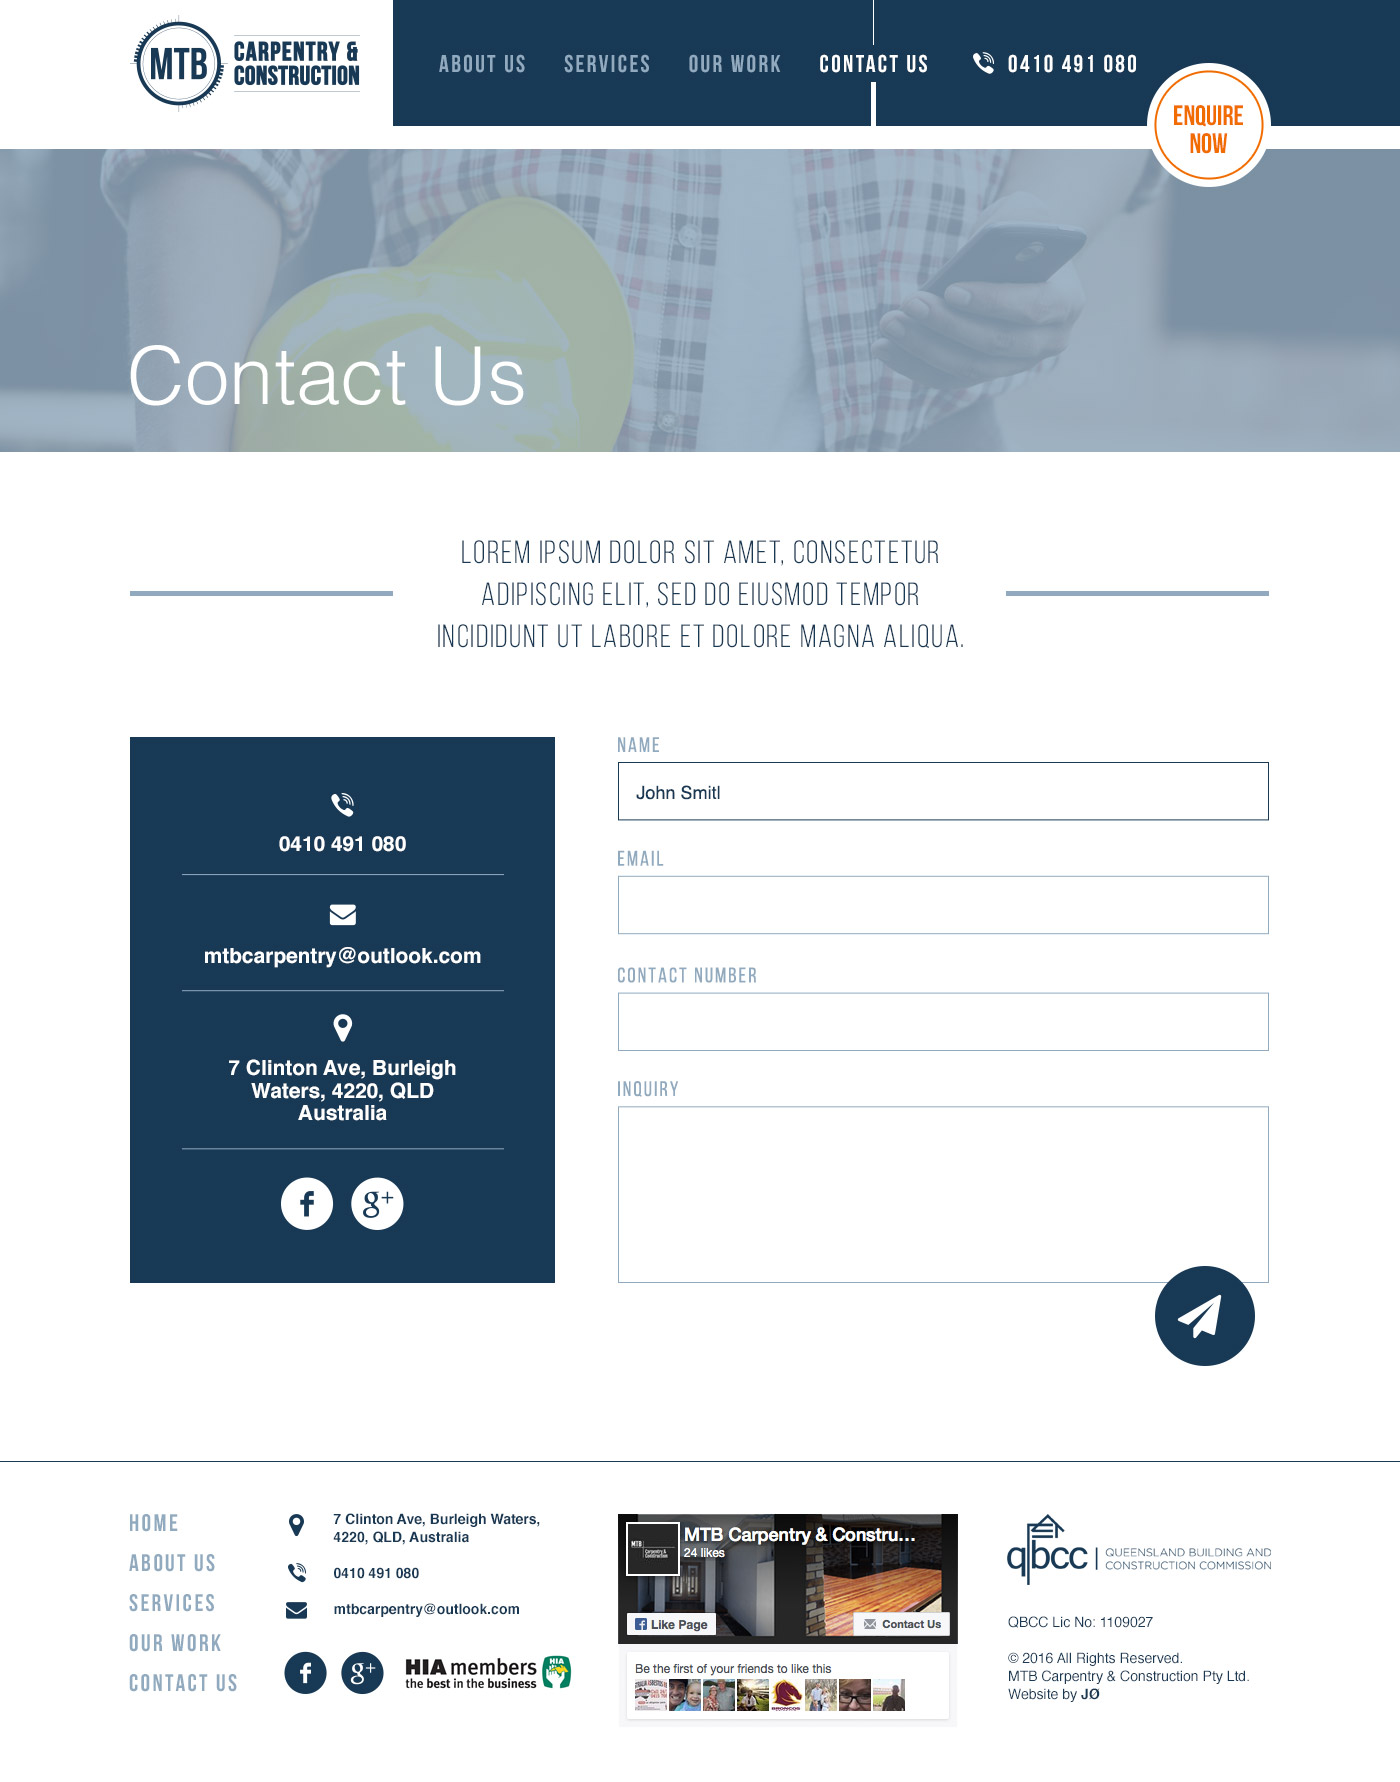 MTB
CARPENTRY &
CONSTRUCTION
ABOUT US
SERVICES
OUR WORK
CONTACT US
0410 491 080
ENQUIRE
NOW
Contact Us
LOREM IPSUM DOLOR SIT AMET, CONSECTETUR
ADIPISCING ELIT, SED DO EIUSMOD TEMPOR
INCIDIDUNT UT LABORE ET DOLORE MAGNA ALIQUA.
0410 491 080
mtbcarpentry@outlook.com
7 Clinton Ave, Burleigh
Waters, 4220, QLD
Australia
f
g+
NAME
John Smitl
EMAIL
CONTACT NUMBER
INQUIRY
HOME
ABOUT US
SERVICES
OUR WORK
CONTACT US
7 Clinton Ave, Burleigh Waters,
4220, QLD, Australia
0410 491 080
mtbcarpentry@outlook.com
f
g+
HIA members
the best in the business
HIA
MTB
Carpentry &
Construction
MTB Carpentry & Constru...
24 likes
Like Page
Contact Us
Be the first of your friends to like this
BRONCOS
qbcc
QUEENSLAND BUILDING AND
CONSTRUCTION COMMISSION
QBCC Lic No: 1109027
© 2016 All Rights Reserved.
MTB Carpentry & Construction Pty Ltd.
Website by JØ